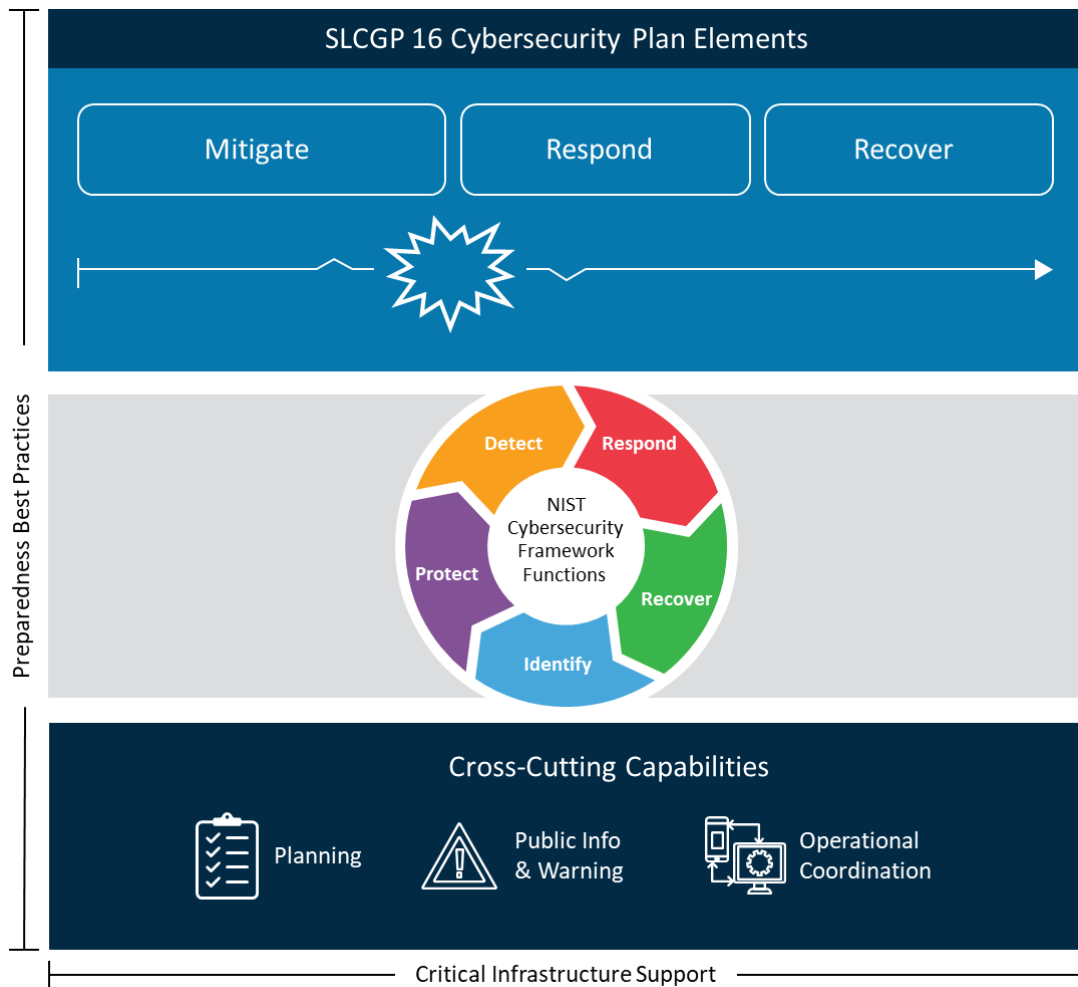 SLCGP 16 Cybersecurity Plan Elements
Mitigate
Respond
Recover
Preparedness Best Practices
Detect
Respond
NIST
Cybersecurity
Framework
Functions
Protect
Recover
Identify
Cross-Cutting Capabilities
Planning
Public Info
& Warning
Operational
Coordination
Critical Infrastructure Support